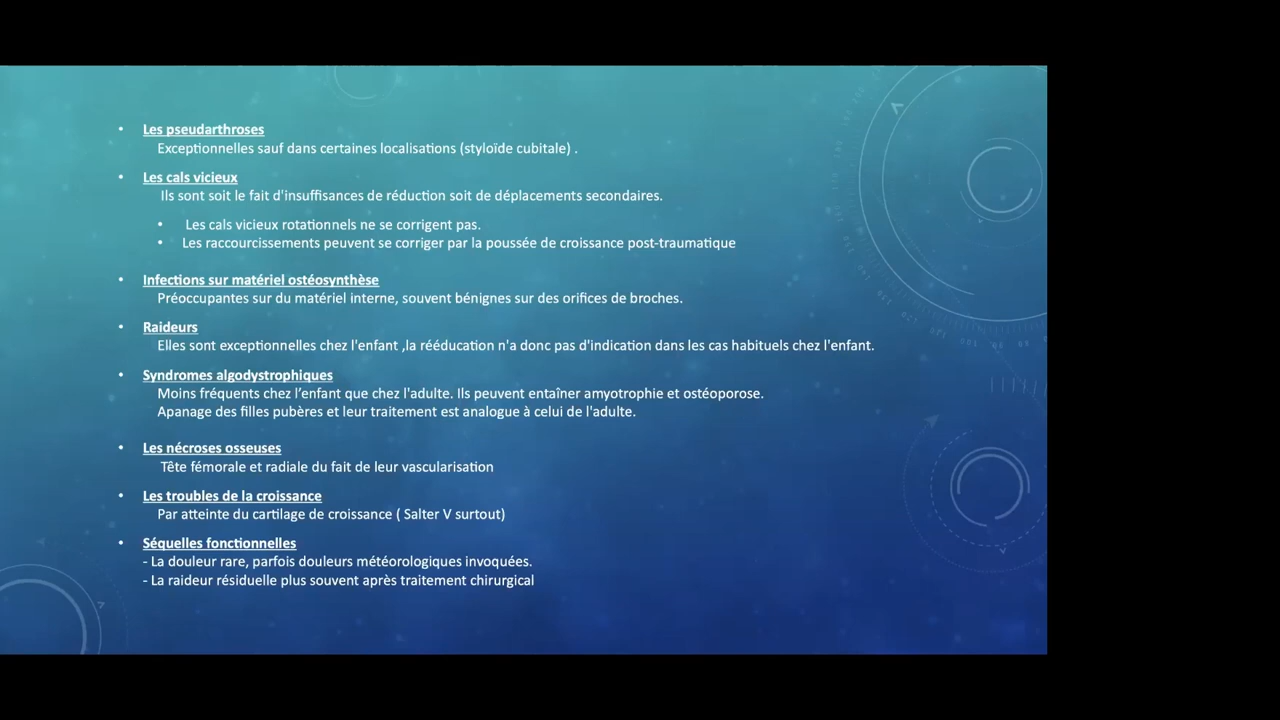 • Les pseudarthroses
Exceptionnelles sauf dans certaines localisations (styloïde cubitale) .
• Les cals vicieux
Ils sont soit le fait d'insuffisances de réduction soit de déplacements secondaires.
• Les cals vicieux rotationnels ne se corrigent pas.
• Les raccourcissements peuvent se corriger par la poussée de croissance post-traumatique
• Infections sur matériel ostéosynthèse
Préoccupantes sur du matériel interne, souvent bénignes sur des orifices de broches.
• Raideurs
Elles sont exceptionnelles chez l'enfant ,la rééducation n'a donc pas d'indication dans les cas habituels chez l'enfant.
• Syndromes algodystrophiques
Moins fréquents chez l’enfant que chez l'adulte. Ils peuvent entaîner amyotrophie et ostéoporose.
Apanage des filles pubères et leur traitement est analogue à celui de l'adulte.
• Les nécroses osseuses
Tête fémorale et radiale du fait de leur vascularisation
• Les troubles de la croissance
Par atteinte du cartilage de croissance ( Salter V surtout)
• Séquelles fonctionnelles
- La douleur rare, parfois douleurs météorologiques invoquées.
- La raideur résiduelle plus souvent après traitement chirurgical